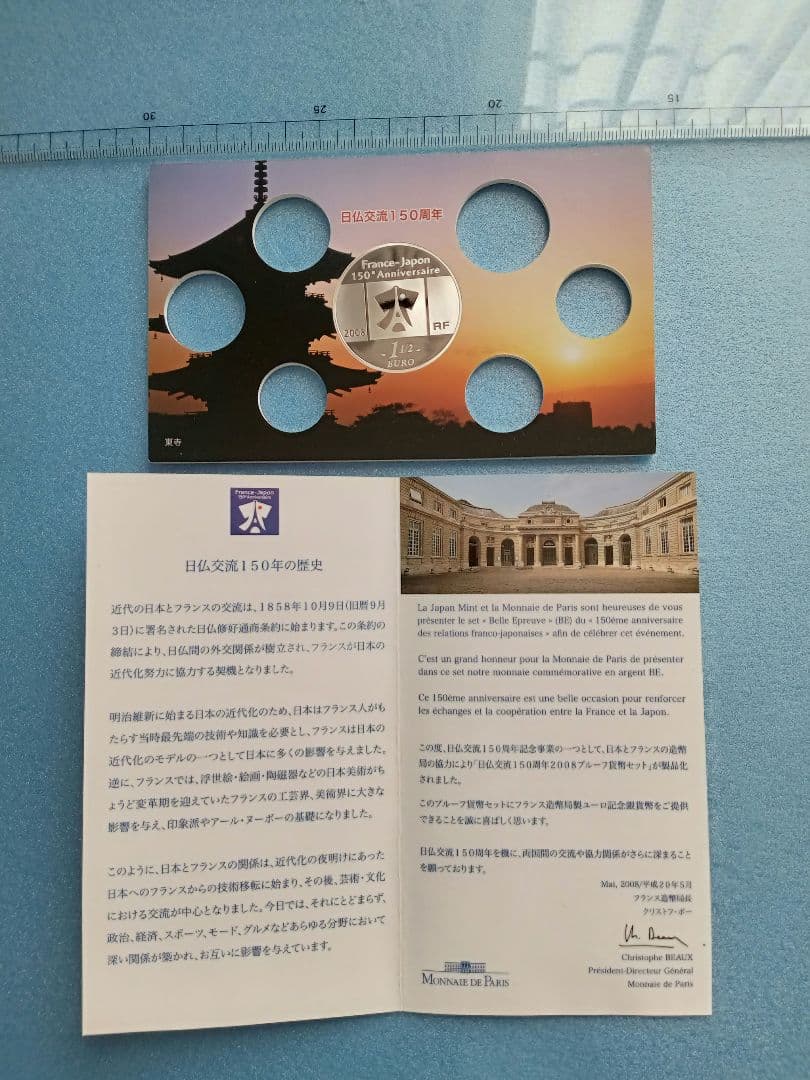 30
25
20
15
日仏交流150周年
France-Japon
150e Anniversaire
2008
RF
1 1/2
EURO
東寺
France-Japon
150e Anniversaire
日仏交流150年の歴史
近代の日本とフランスの交流は、1858年10月9日(旧暦9月
3日)に署名された日仏修好通商条約に始まります。この条約の
締結により、日仏間の外交関係が樹立され、フランスが日本の
近代化努力に協力する契機となりました。
明治維新に始まる日本の近代化のため、日本はフランス人がも
たらす当時最先端の技術や知識を必要とし、フランスは日本の
近代化のモデルの一つとして日本に多くの影響を与えました。
逆に、フランスでは、浮世絵・絵画・陶磁器などの日本美術がち
ょうど変革期を迎えていたフランスの工芸界、美術界に大きな
影響を与え、印象派やアール・ヌーボーの基礎になりました。
このように、日本とフランスの関係は、近代化の夜明けにあった
日本へのフランスからの技術移転に始まり、その後、芸術・文化
における交流が中心となりました。今日では、それにとどまらず、
政治、経済、スポーツ、モード、グルメなどあらゆる分野において
深い関係が築かれ、お互いに影響を与えています。
La Japan Mint et la Monnaie de Paris sont heureuses de vous
présenter le set « Belle Epreuve » (BE) du « 150ème anniversaire
des relations franco-japonaises » afin de célébrer cet événement.
C'est un grand honneur pour la Monnaie de Paris de présenter
dans ce set notre monnaie commémorative en argent BE.
Ce 150ème anniversaire est une belle occasion pour renforcer
les échanges et la coopération entre la France et la Japon.
この度、日仏交流150周年記念事業の一つとして、日本とフランスの造幣
局の協力により「日仏交流150周年2008プルーフ貨幣セット」が製品化
されました。
このプルーフ貨幣セットにフランス造幣局製ユーロ記念銀貨幣をご提供
できることを誠に喜ばしく思います。
日仏交流150周年を機に、両国間の交流や協力関係がさらに深まること
を願っております。
Mai, 2008/平成20年5月
フランス造幣局長
クリストフ・ボー
Christophe BEAUX
Président-Directeur Général
Monnaie de Paris
MONNAIE DE PARIS